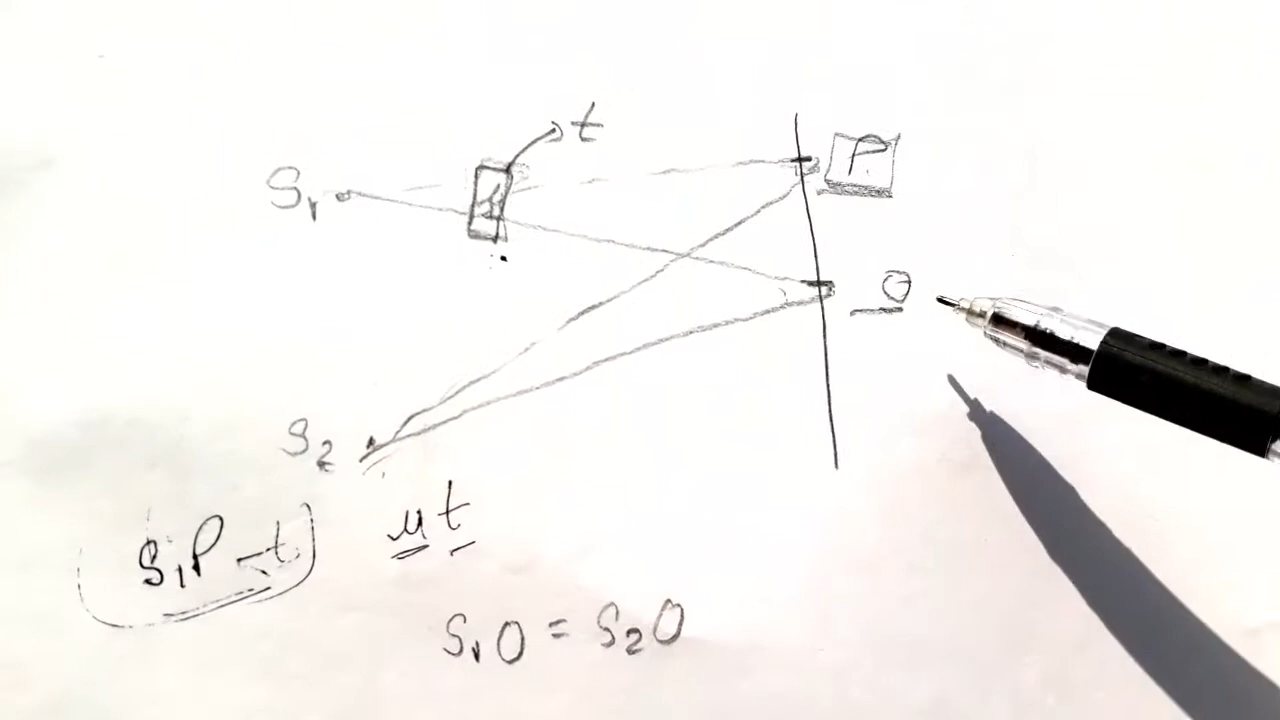 t
P
S₁
O
S₂
μt
S₁P - t
S₁O = S₂O